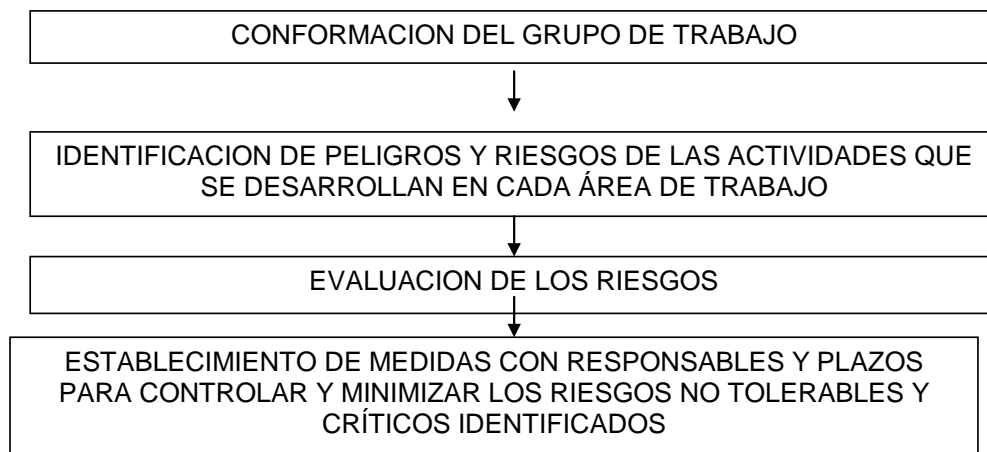 CONFORMACION DEL GRUPO DE TRABAJO
IDENTIFICACION DE PELIGROS Y RIESGOS DE LAS ACTIVIDADES QUE
SE DESARROLLAN EN CADA ÁREA DE TRABAJO
EVALUACION DE LOS RIESGOS
ESTABLECIMIENTO DE MEDIDAS CON RESPONSABLES Y PLAZOS
PARA CONTROLAR Y MINIMIZAR LOS RIESGOS NO TOLERABLES Y
CRÍTICOS IDENTIFICADOS